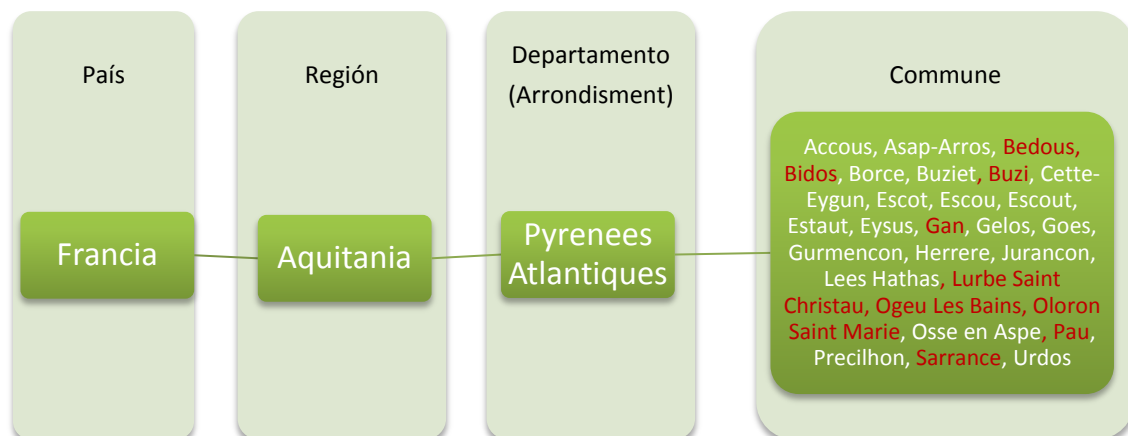 País
Región
Departamento
(Arrondisment)
Commune
Francia
Aquitania
Pyrenees
Atlantiques
Accous, Asap-Arros, Bedous,
Bidos, Borce, Buziet, Buzi, Cette-
Eygun, Escot, Escou, Escout,
Estaut, Eysus, Gan, Gelos, Goes,
Gurmencon, Herrere, Jurancon,
Lees Hathas, Lurbe Saint
Christau, Ogeu Les Bains, Oloron
Saint Marie, Osse en Aspe, Pau,
Precilhon, Sarrance, Urdos